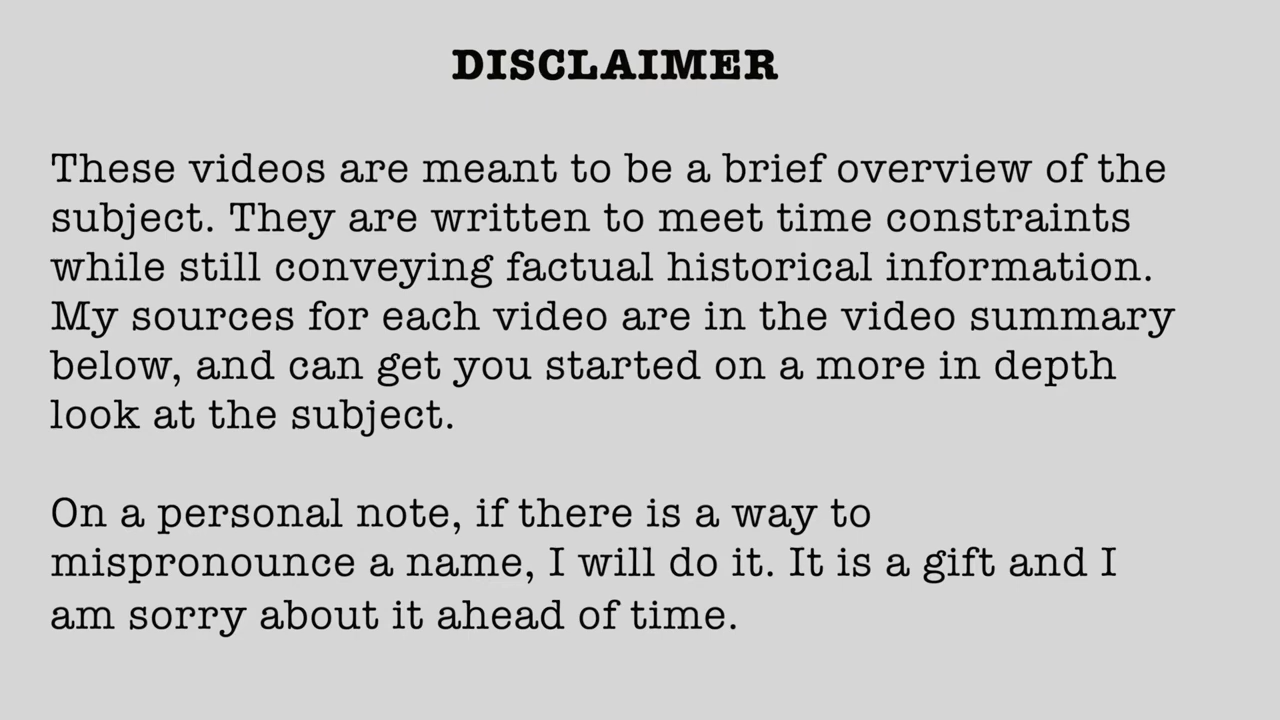 DISCLAIMER
These videos are meant to be a brief overview of the
subject. They are written to meet time constraints
while still conveying factual historical information.
My sources for each video are in the video summary
below, and can get you started on a more in depth
look at the subject.
On a personal note, if there is a way to
mispronounce a name, I will do it. It is a gift and I
am sorry about it ahead of time.